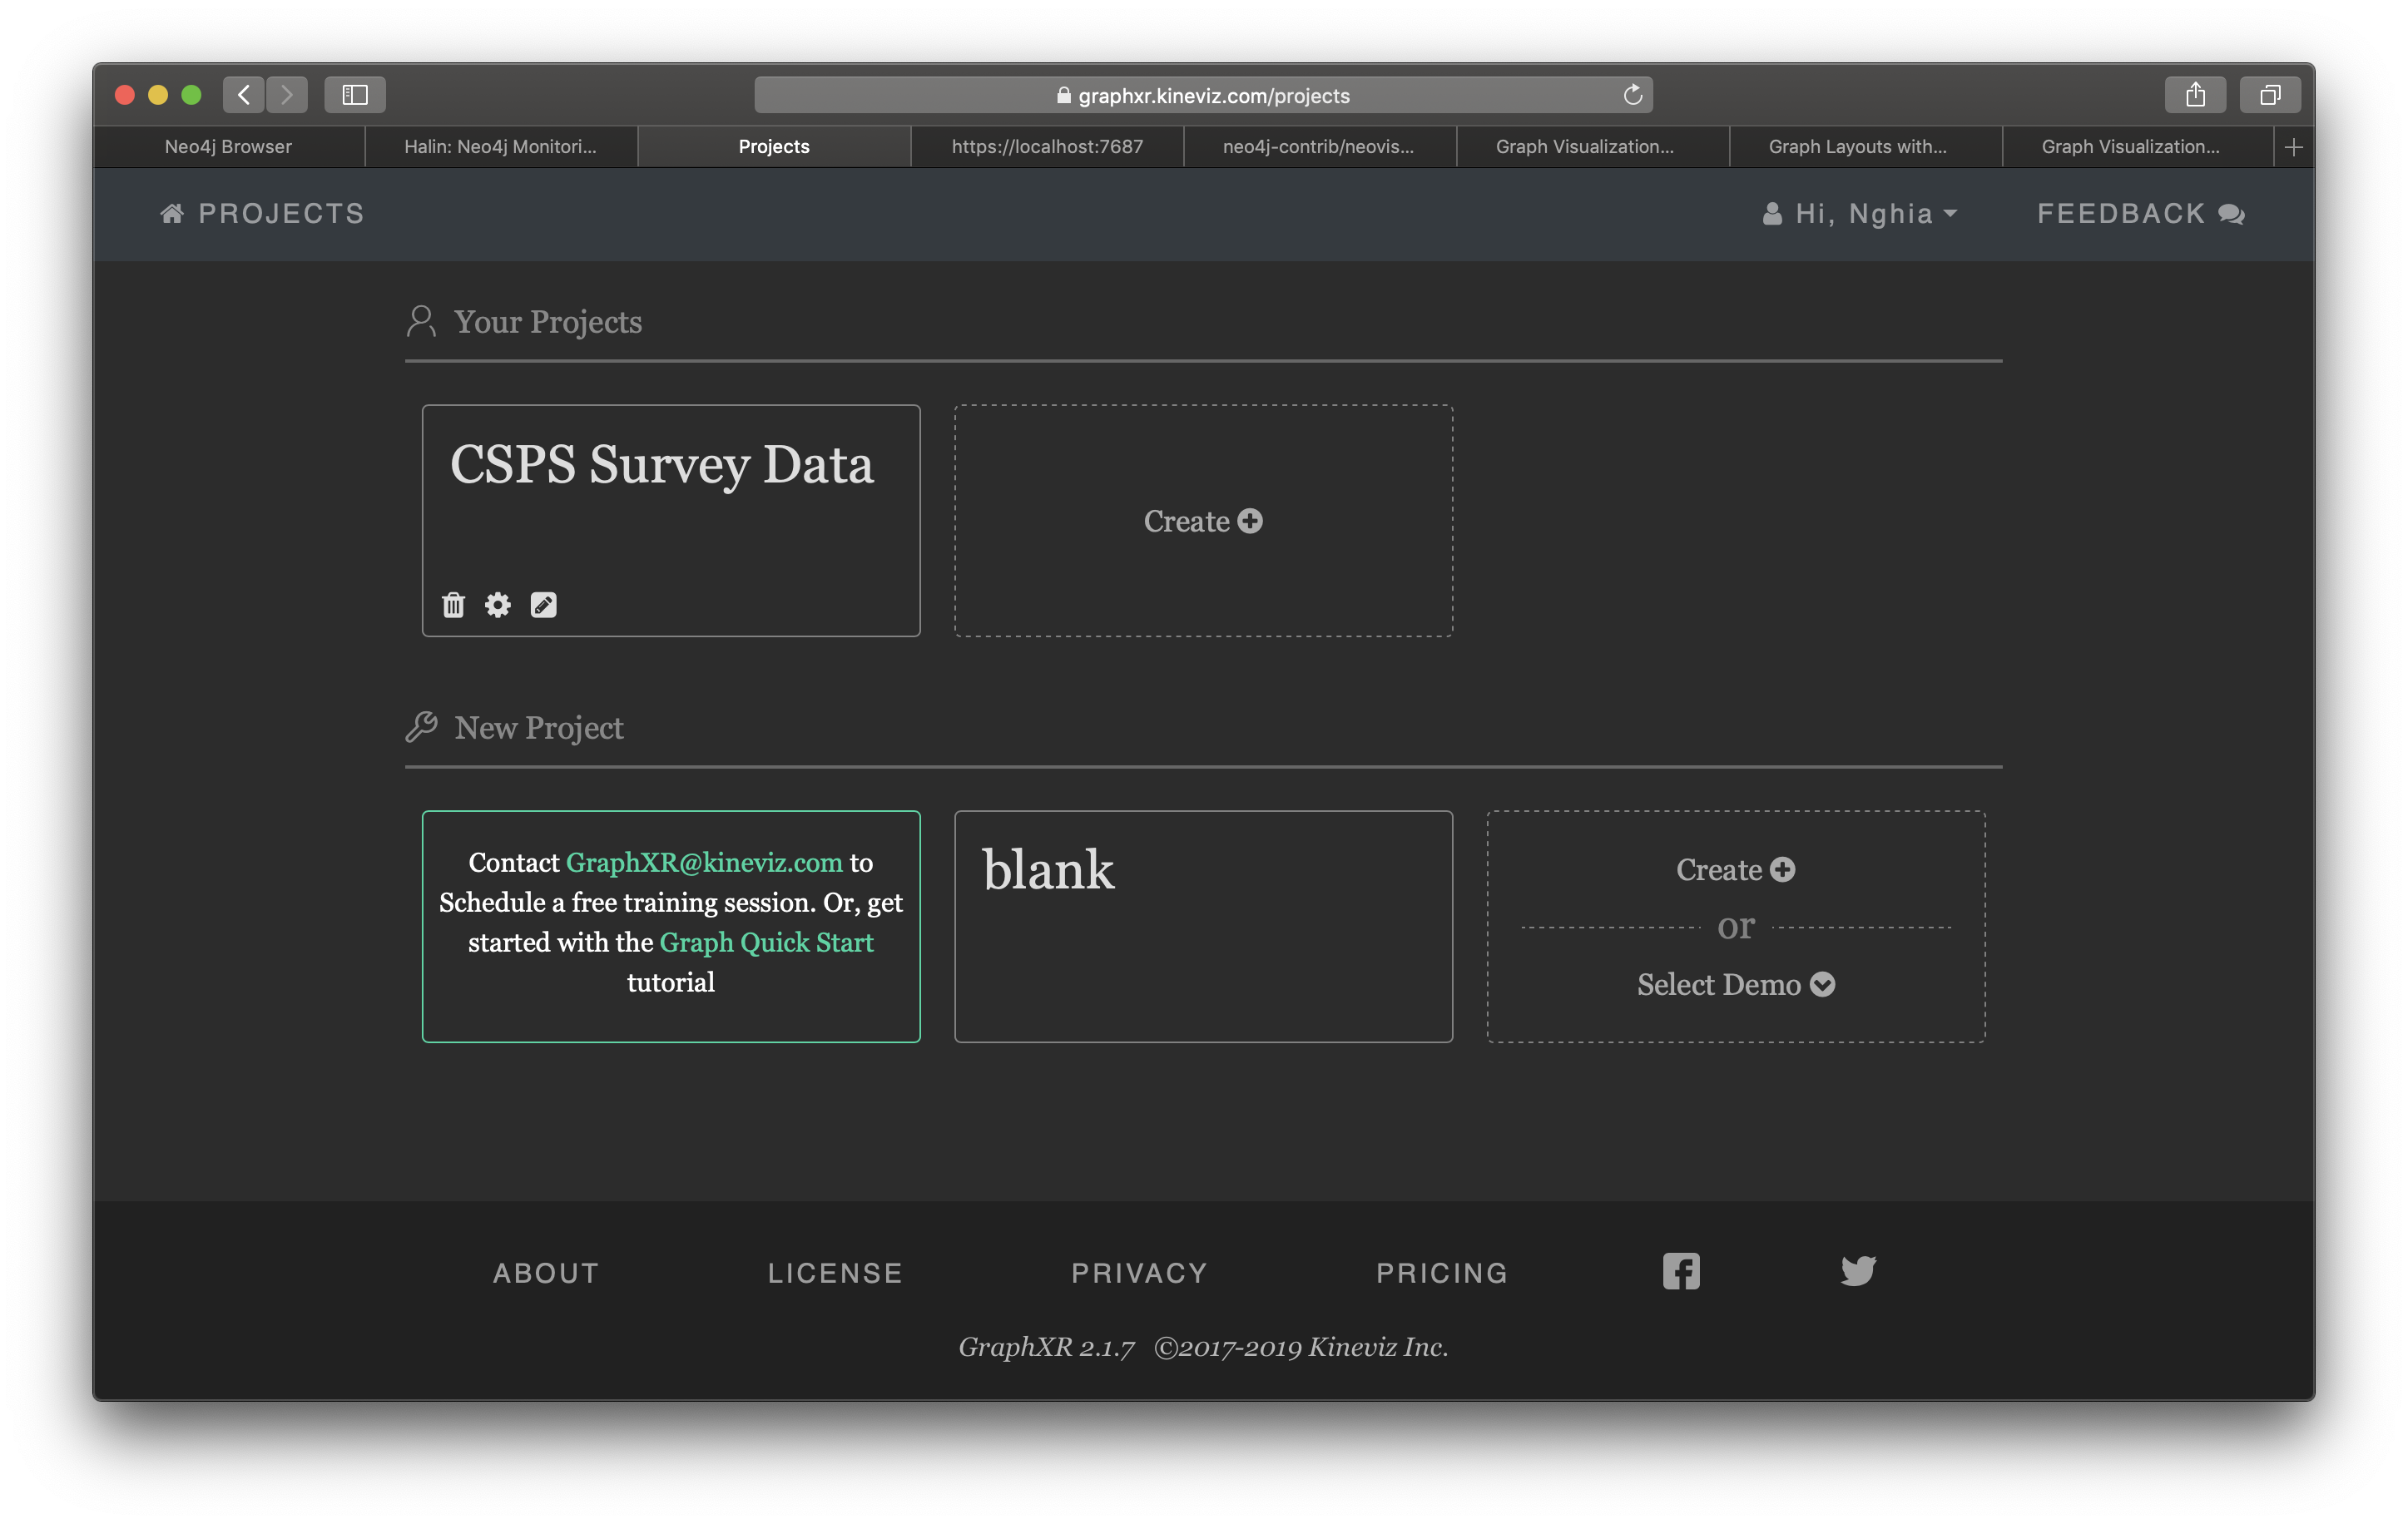 graphxr.kineviz.com/projects
Neo4j Browser
Halin: Neo4j Monitori...
Projects
https://localhost:7687
neo4j-contrib/neovis...
Graph Visualization...
Graph Layouts with...
Graph Visualization...
PROJECTS
Hi, Nghia
FEEDBACK
Your Projects
CSPS Survey Data
Create
New Project
Contact GraphXR@kineviz.com to
Schedule a free training session. Or, get
started with the Graph Quick Start
tutorial
blank
Create
or
Select Demo
ABOUT
LICENSE
PRIVACY
PRICING
GraphXR 2.1.7 ©2017-2019 Kineviz Inc.